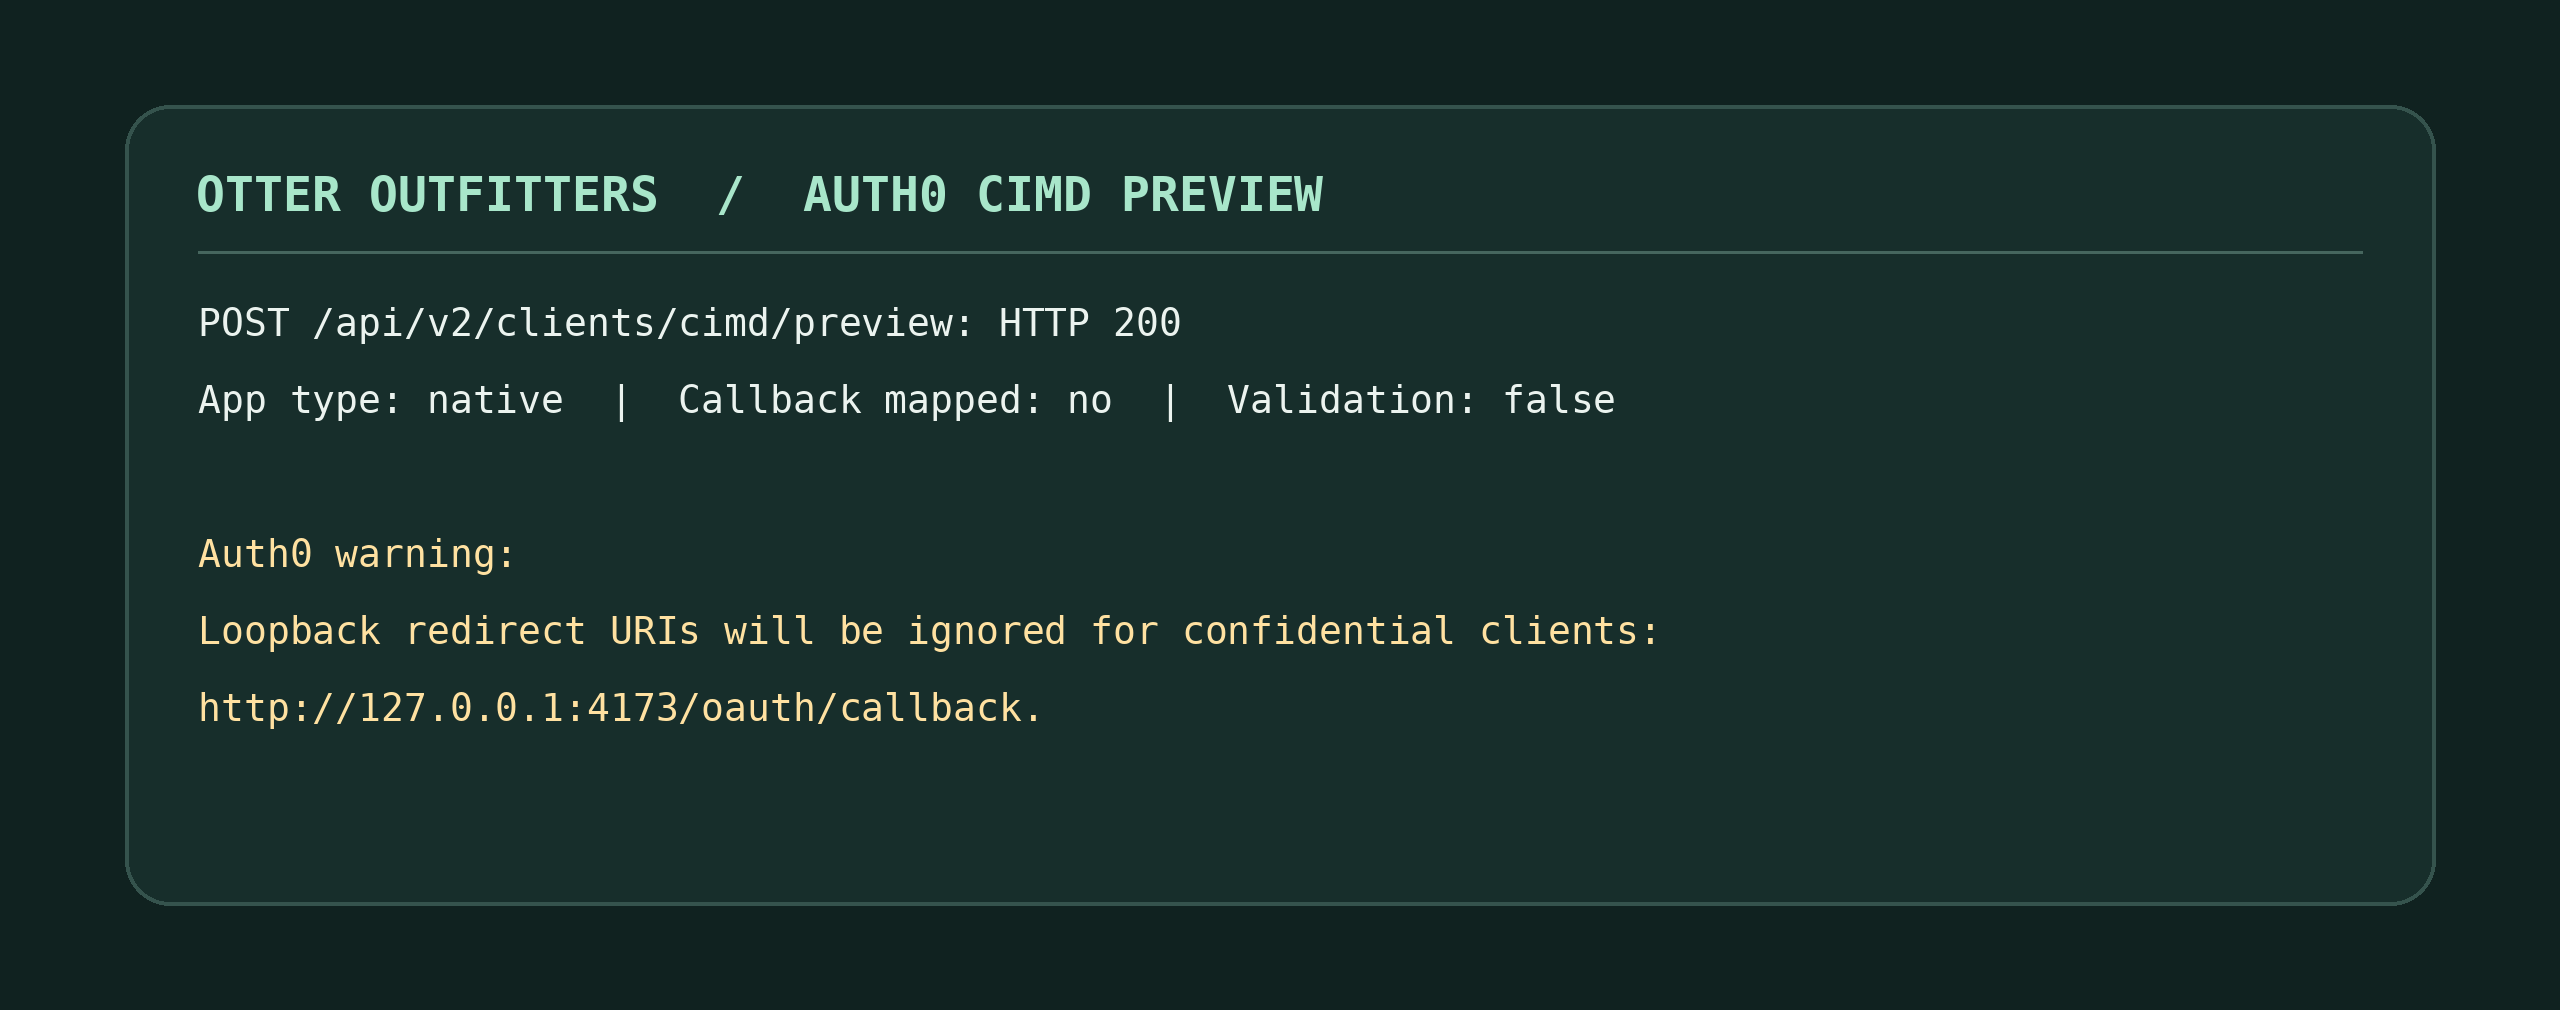 OTTER OUTFITTERS / AUTH0 CIMD PREVIEW
POST /api/v2/clients/cimd/preview: HTTP 200
App type: native | Callback mapped: no | Validation: false
Auth0 warning:
Loopback redirect URIs will be ignored for confidential clients:
http://127.0.0.1:4173/oauth/callback.